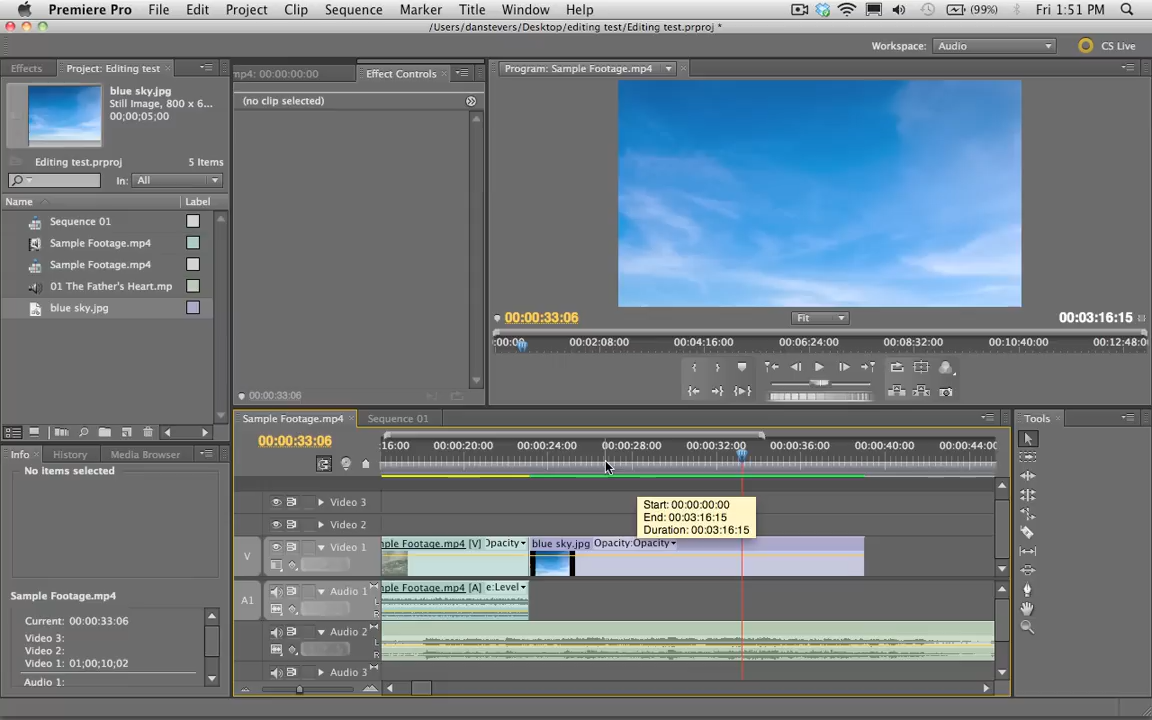 Premiere Pro File Edit Project Clip Sequence Marker Title Window Help (99%) Fri 1:51 PM
/Users/danstevers/Desktop/editing test/Editing test.prproj *
Workspace: Audio CS Live
Effects Project: Editing test
blue sky.jpg
Still Image, 800 x 6...
00;00;05;00
Editing test.prproj 5 Items
In: All
Name Label
Sequence 01
Sample Footage.mp4
Sample Footage.mp4
01 The Father's Heart.mp
blue sky.jpg
mp4: 00:00:00:00 Effect Controls
(no clip selected)
00:00:33:06
Program: Sample Footage.mp4
00:00:33:06 Fit 00:03:16:15
:00:00 00:02:08:00 00:04:16:00 00:06:24:00 00:08:32:00 00:10:40:00 00:12:48:0
Info History Media Browser
No items selected
Sample Footage.mp4
Current: 00:00:33:06
Video 3:
Video 2:
Video 1: 01;00;10;02
Audio 1:
Sample Footage.mp4 Sequence 01
00:00:33:06
:16:00 00:00:20:00 00:00:24:00 00:00:28:00 00:00:32:00 00:00:36:00 00:00:40:00 00:00:44:0
Start: 00:00:00:00
End: 00:03:16:15
Duration: 00:03:16:15
Video 3
Video 2
V Video 1 ple Footage.mp4 [V] Opacity blue sky.jpg Opacity:Opacity
A1 Audio 1 ple Footage.mp4 [A] e:Level
L
R
Audio 2
L
R
Audio 3
Tools